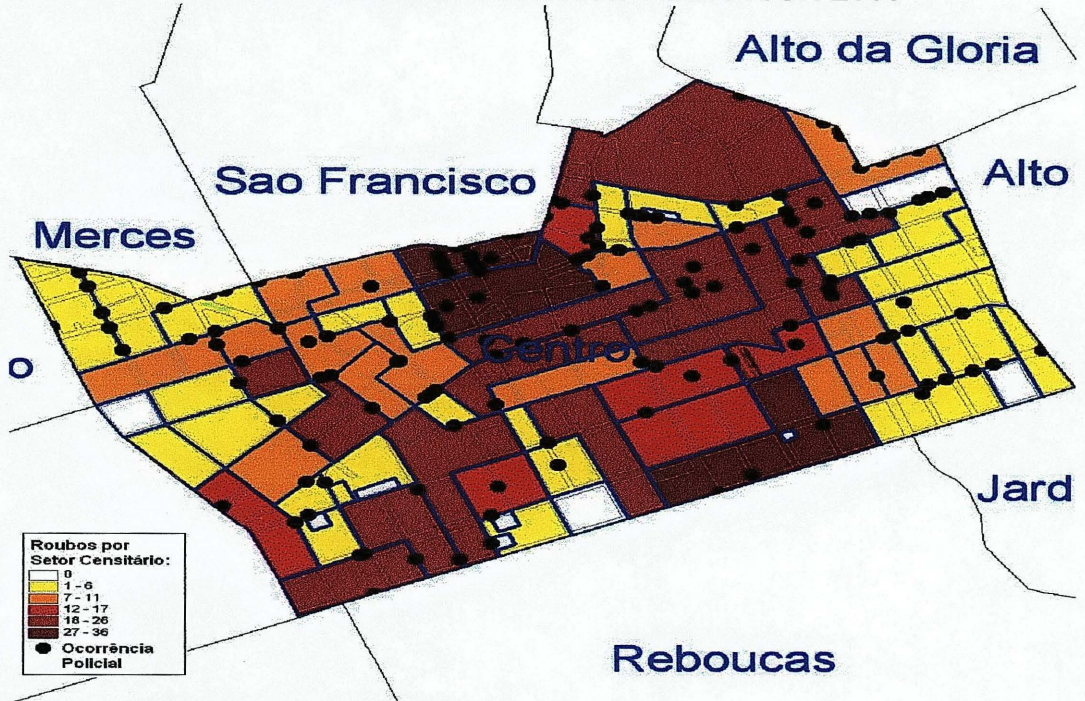 Alto da Gloria
Sao Francisco
Alto
Merces
Centro
o
Jard
Roubos por
Setor Censitário:
0
1 - 6
7 - 11
12 - 17
18 - 26
27 - 36
Ocorrência
Policial
Reboucas